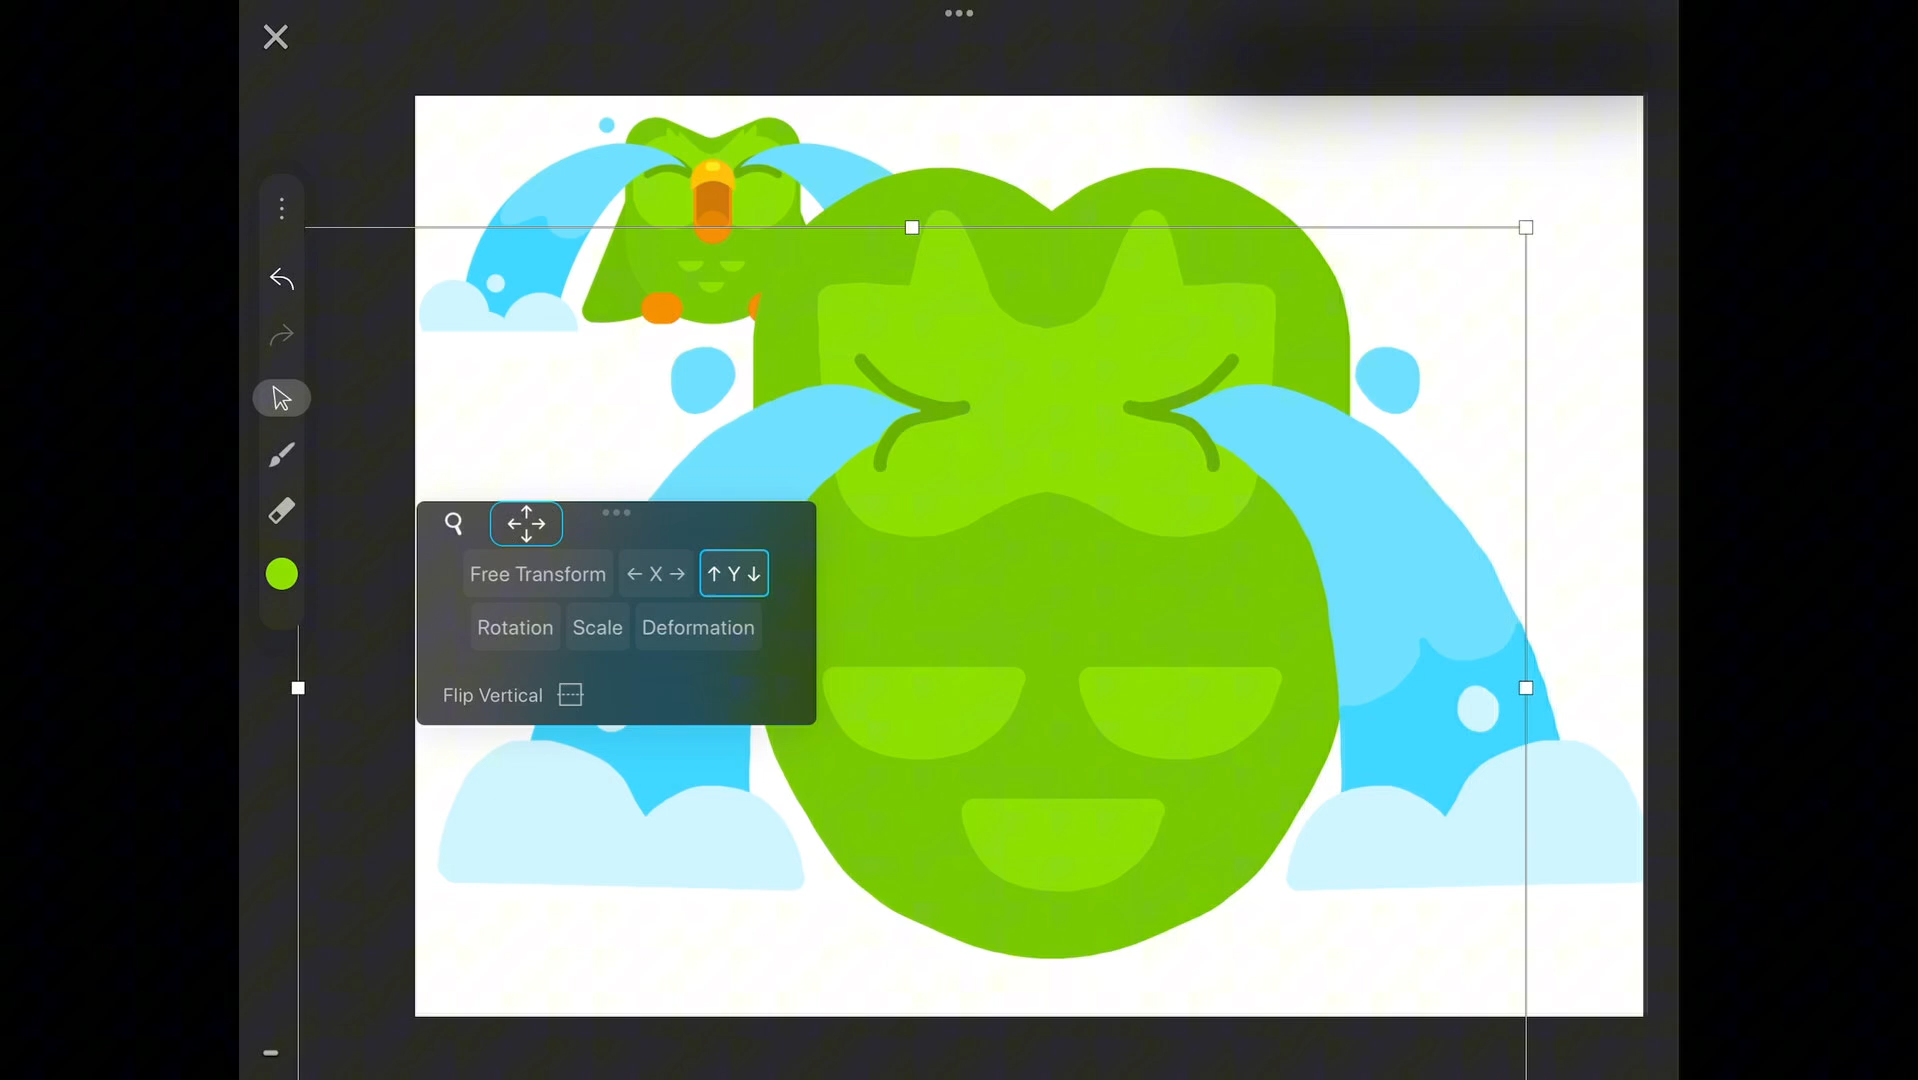 Free Transform ← X → ↑ Y ↓
Rotation Scale Deformation
Flip Vertical